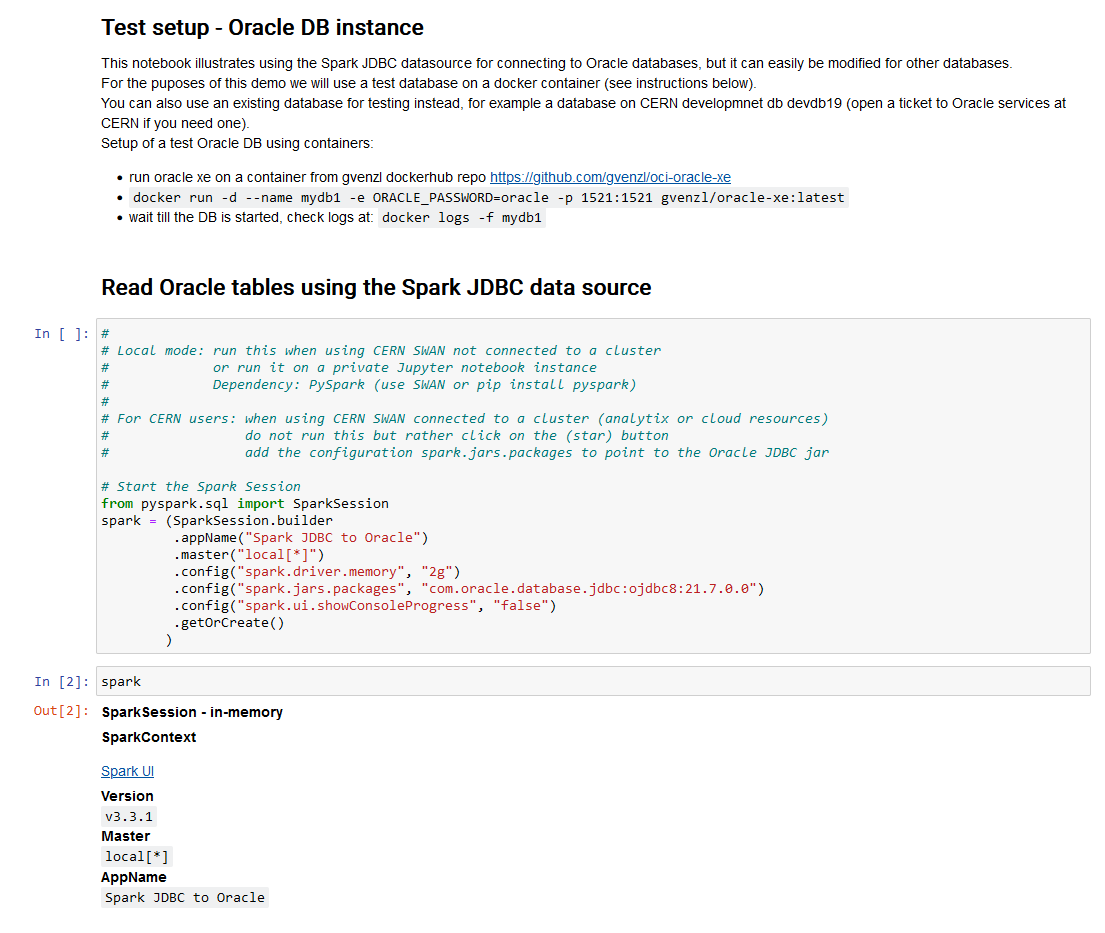 Test setup - Oracle DB instance
This notebook illustrates using the Spark JDBC datasource for connecting to Oracle databases, but it can easily be modified for other databases.
For the puposes of this demo we will use a test database on a docker container (see instructions below).
You can also use an existing database for testing instead, for example a database on CERN developmnet db devdb19 (open a ticket to Oracle services at
CERN if you need one).
Setup of a test Oracle DB using containers:
• run oracle xe on a container from gvenzl dockerhub repo https://github.com/gvenzl/oci-oracle-xe
• docker run -d --name mydb1 -e ORACLE_PASSWORD=oracle -p 1521:1521 gvenzl/oracle-xe:latest
• wait till the DB is started, check logs at: docker logs -f mydb1
Read Oracle tables using the Spark JDBC data source
In [ ]: #
# Local mode: run this when using CERN SWAN not connected to a cluster
#             or run it on a private Jupyter notebook instance
#             Dependency: PySpark (use SWAN or pip install pyspark)
#
# For CERN users: when using CERN SWAN connected to a cluster (analytix or cloud resources)
#                 do not run this but rather click on the (star) button
#                 add the configuration spark.jars.packages to point to the Oracle JDBC jar
# Start the Spark Session
from pyspark.sql import SparkSession
spark = (SparkSession.builder
.appName("Spark JDBC to Oracle")
.master("local[*]")
.config("spark.driver.memory", "2g")
.config("spark.jars.packages", "com.oracle.database.jdbc:ojdbc8:21.7.0.0")
.config("spark.ui.showConsoleProgress", "false")
.getOrCreate()
)
In [2]: spark
Out[2]: SparkSession - in-memory
SparkContext
Spark UI
Version
v3.3.1
Master
local[*]
AppName
Spark JDBC to Oracle